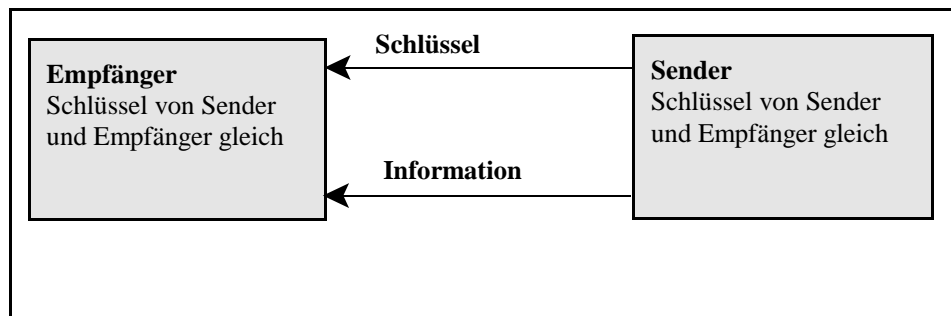 Schlüssel
Empfänger
Schlüssel von Sender
und Empfänger gleich
Sender
Schlüssel von Sender
und Empfänger gleich
Information